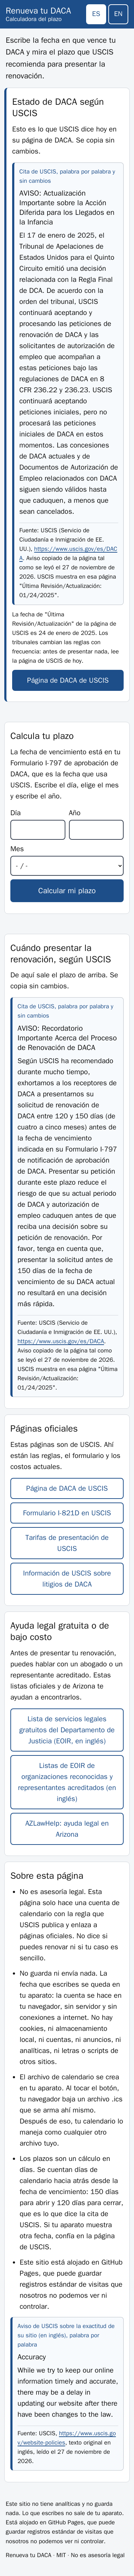 Renueva tu DACA
Calculadora del plazo
ES
EN
Escribe la fecha en que vence tu
DACA y mira el plazo que USCIS
recomienda para presentar la
renovación.
Estado de DACA según
USCIS
Esto es lo que USCIS dice hoy en
su página de DACA. Se copia sin
cambios.
Cita de USCIS, palabra por palabra y
sin cambios
AVISO: Actualización
Importante sobre la Acción
Diferida para los Llegados en
la Infancia
El 17 de enero de 2025, el
Tribunal de Apelaciones de
Estados Unidos para el Quinto
Circuito emitió una decisión
relacionada con la Regla Final
de DCA. De acuerdo con la
orden del tribunal, USCIS
continuará aceptando y
procesando las peticiones de
renovación de DACA y las
solicitudes de autorización de
empleo que acompañan a
estas peticiones bajo las
regulaciones de DACA en 8
CFR 236.22 y 236.23. USCIS
continuará aceptando
peticiones iniciales, pero no
procesará las peticiones
iniciales de DACA en estos
momentos. Las concesiones
de DACA actuales y de
Documentos de Autorización de
Empleo relacionados con DACA
siguen siendo válidos hasta
que caduquen, a menos que
sean cancelados.
Fuente: USCIS (Servicio de
Ciudadanía e Inmigración de EE.
UU.), https://www.uscis.gov/es/DAC
A. Aviso copiado de la página tal
como se leyó el 27 de noviembre de
2026. USCIS muestra en esa página
"Última Revisión/Actualización:
01/24/2025".
La fecha de "Última
Revisión/Actualización" de la página de
USCIS es 24 de enero de 2025. Los
tribunales cambian las reglas con
frecuencia: antes de presentar nada, lee
la página de USCIS de hoy.
Página de DACA de USCIS
Calcula tu plazo
La fecha de vencimiento está en tu
Formulario I-797 de aprobación de
DACA, que es la fecha que usa
USCIS. Escribe el día, elige el mes
y escribe el año.
Día
Año
Mes
- / -
Calcular mi plazo
Cuándo presentar la
renovación, según USCIS
De aquí sale el plazo de arriba. Se
copia sin cambios.
Cita de USCIS, palabra por palabra y
sin cambios
AVISO: Recordatorio
Importante Acerca del Proceso
de Renovación de DACA
Según USCIS ha recomendado
durante mucho tiempo,
exhortamos a los receptores de
DACA a presentarnos su
solicitud de renovación de
DACA entre 120 y 150 días (de
cuatro a cinco meses) antes de
la fecha de vencimiento
indicada en su Formulario I-797
de notificación de aprobación
de DACA. Presentar su petición
durante este plazo reduce el
riesgo de que su actual periodo
de DACA y autorización de
empleo caduquen antes de que
reciba una decisión sobre su
petición de renovación. Por
favor, tenga en cuenta que,
presentar la solicitud antes de
150 días de la fecha de
vencimiento de su DACA actual
no resultará en una decisión
más rápida.
Fuente: USCIS (Servicio de
Ciudadanía e Inmigración de EE. UU.),
https://www.uscis.gov/es/DACA.
Aviso copiado de la página tal como
se leyó el 27 de noviembre de 2026.
USCIS muestra en esa página "Última
Revisión/Actualización:
01/24/2025".
Páginas oficiales
Estas páginas son de USCIS. Ahí
están las reglas, el formulario y los
costos actuales.
Página de DACA de USCIS
Formulario I-821D en USCIS
Tarifas de presentación de
USCIS
Información de USCIS sobre
litigios de DACA
Ayuda legal gratuita o de
bajo costo
Antes de presentar tu renovación,
puedes hablar con un abogado o un
representante acreditado. Estas
listas oficiales y de Arizona te
ayudan a encontrarlos.
Lista de servicios legales
gratuitos del Departamento de
Justicia (EOIR, en inglés)
Listas de EOIR de
organizaciones reconocidas y
representantes acreditados (en
inglés)
AZLawHelp: ayuda legal en
Arizona
Sobre esta página
• No es asesoría legal. Esta
página solo hace una cuenta de
calendario con la regla que
USCIS publica y enlaza a
páginas oficiales. No dice si
puedes renovar ni si tu caso es
sencillo.
• No guarda ni envía nada. La
fecha que escribes se queda en
tu aparato: la cuenta se hace en
tu navegador, sin servidor y sin
conexiones a internet. No hay
cookies, ni almacenamiento
local, ni cuentas, ni anuncios, ni
analíticas, ni letras o scripts de
otros sitios.
• El archivo de calendario se crea
en tu aparato. Al tocar el botón,
tu navegador baja un archivo .ics
que se arma ahí mismo.
Después de eso, tu calendario lo
maneja como cualquier otro
archivo tuyo.
• Los plazos son un cálculo en
días. Se cuentan días de
calendario hacia atrás desde la
fecha de vencimiento: 150 días
para abrir y 120 días para cerrar,
que es lo que dice la cita de
USCIS. Si tu aparato muestra
otra fecha, confía en la página
de USCIS.
• Este sitio está alojado en GitHub
Pages, que puede guardar
registros estándar de visitas que
nosotros no podemos ver ni
controlar.
Aviso de USCIS sobre la exactitud de
su sitio (en inglés), palabra por
palabra
Accuracy
While we try to keep our online
information timely and accurate,
there may be a delay in
updating our website after there
have been changes to the law.
Fuente: USCIS, https://www.uscis.go
v/website-policies, texto original en
inglés, leído el 27 de noviembre de
2026.
Este sitio no tiene analíticas y no guarda
nada. Lo que escribes no sale de tu aparato.
Está alojado en GitHub Pages, que puede
guardar registros estándar de visitas que
nosotros no podemos ver ni controlar.
Renueva tu DACA · MIT · No es asesoría legal